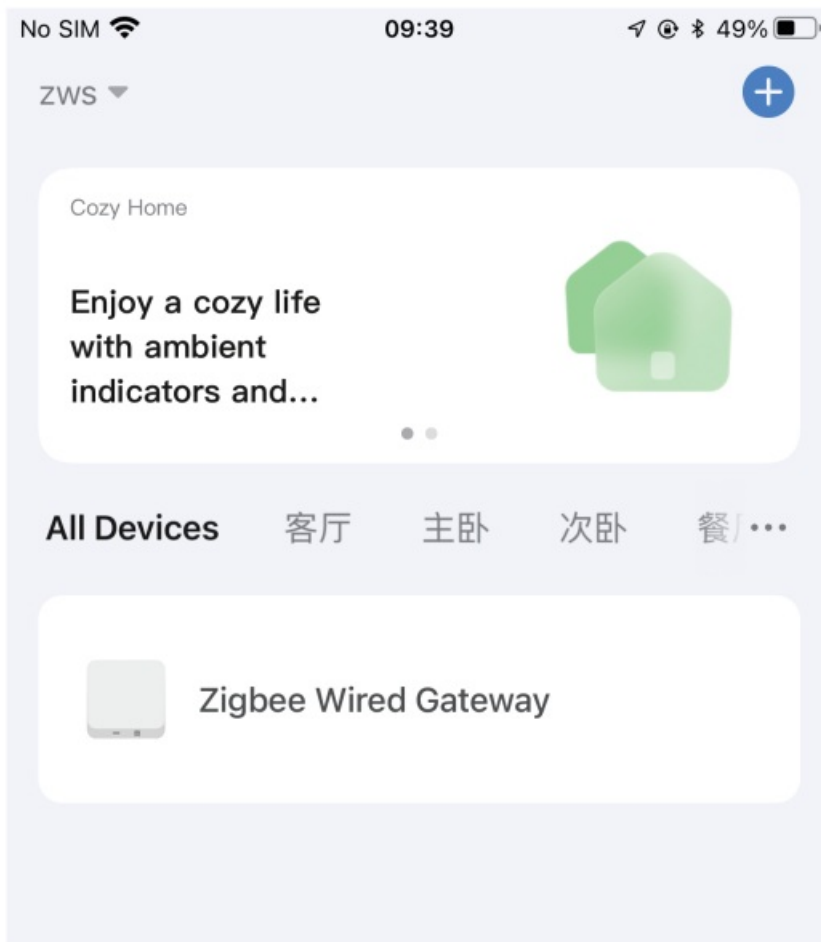 No SIM 09:39 49%
ZWS
Cozy Home
Enjoy a cozy life
with ambient
indicators and...
All Devices 客厅 主卧 次卧 餐
Zigbee Wired Gateway